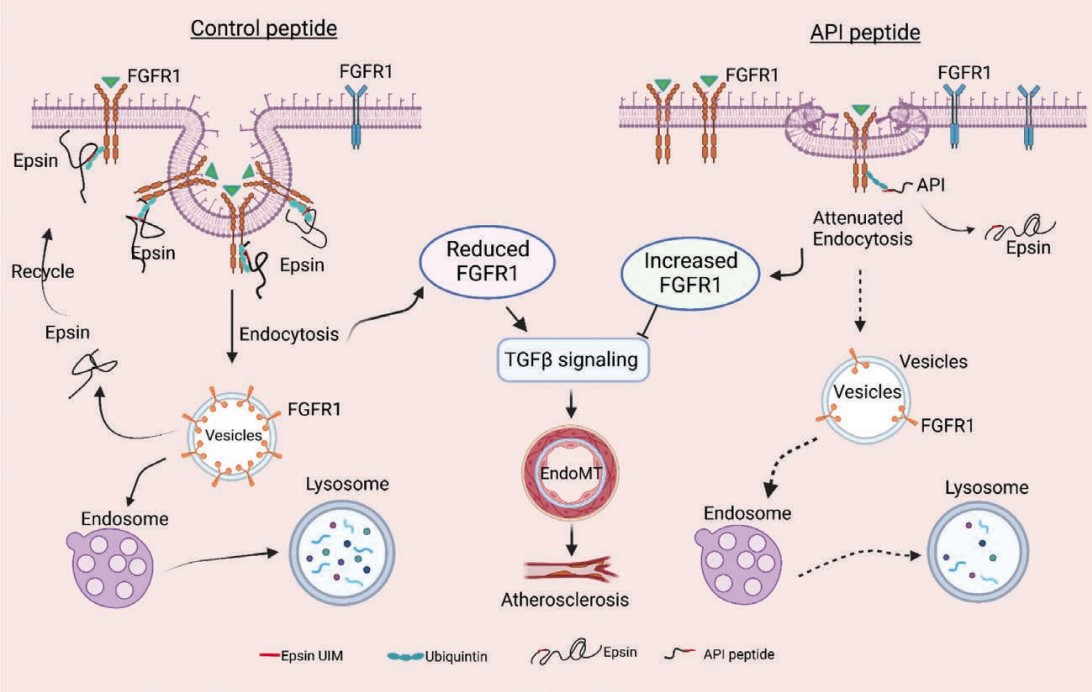 Control peptide
API peptide
FGFR1
FGFR1
FGFR1
FGFR1
Epsin
Epsin
Epsin
API
Attenuated
Endocytosis
Epsin
Recycle
Reduced
FGFR1
Increased
FGFR1
Epsin
Endocytosis
TGFβ signaling
Vesicles
Vesicles
FGFR1
FGFR1
Vesicles
EndoMT
Lysosome
Endosome
Lysosome
Endosome
Atherosclerosis
Epsin UIM
Ubiquintin
Epsin
API peptide